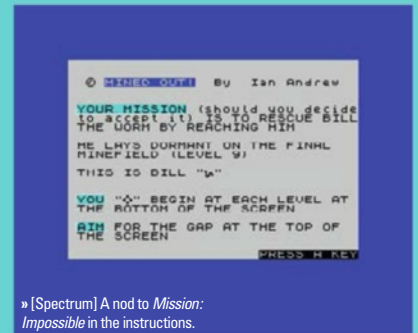 © MINED OUT! By Ian Andrew
YOUR MISSION (should you decide
to accept it) IS TO RESCUE BILL
THE WORM BY REACHING HIM
HE LAYS DORMANT ON THE FINAL
MINEFIELD (LEVEL 9)
THIS IS BILL ""
YOU "" BEGIN AT EACH LEVEL AT
THE BOTTOM OF THE SCREEN
AIM FOR THE GAP AT THE TOP OF
THE SCREEN
PRESS A KEY
» [Spectrum] A nod to Mission:
Impossible in the instructions.